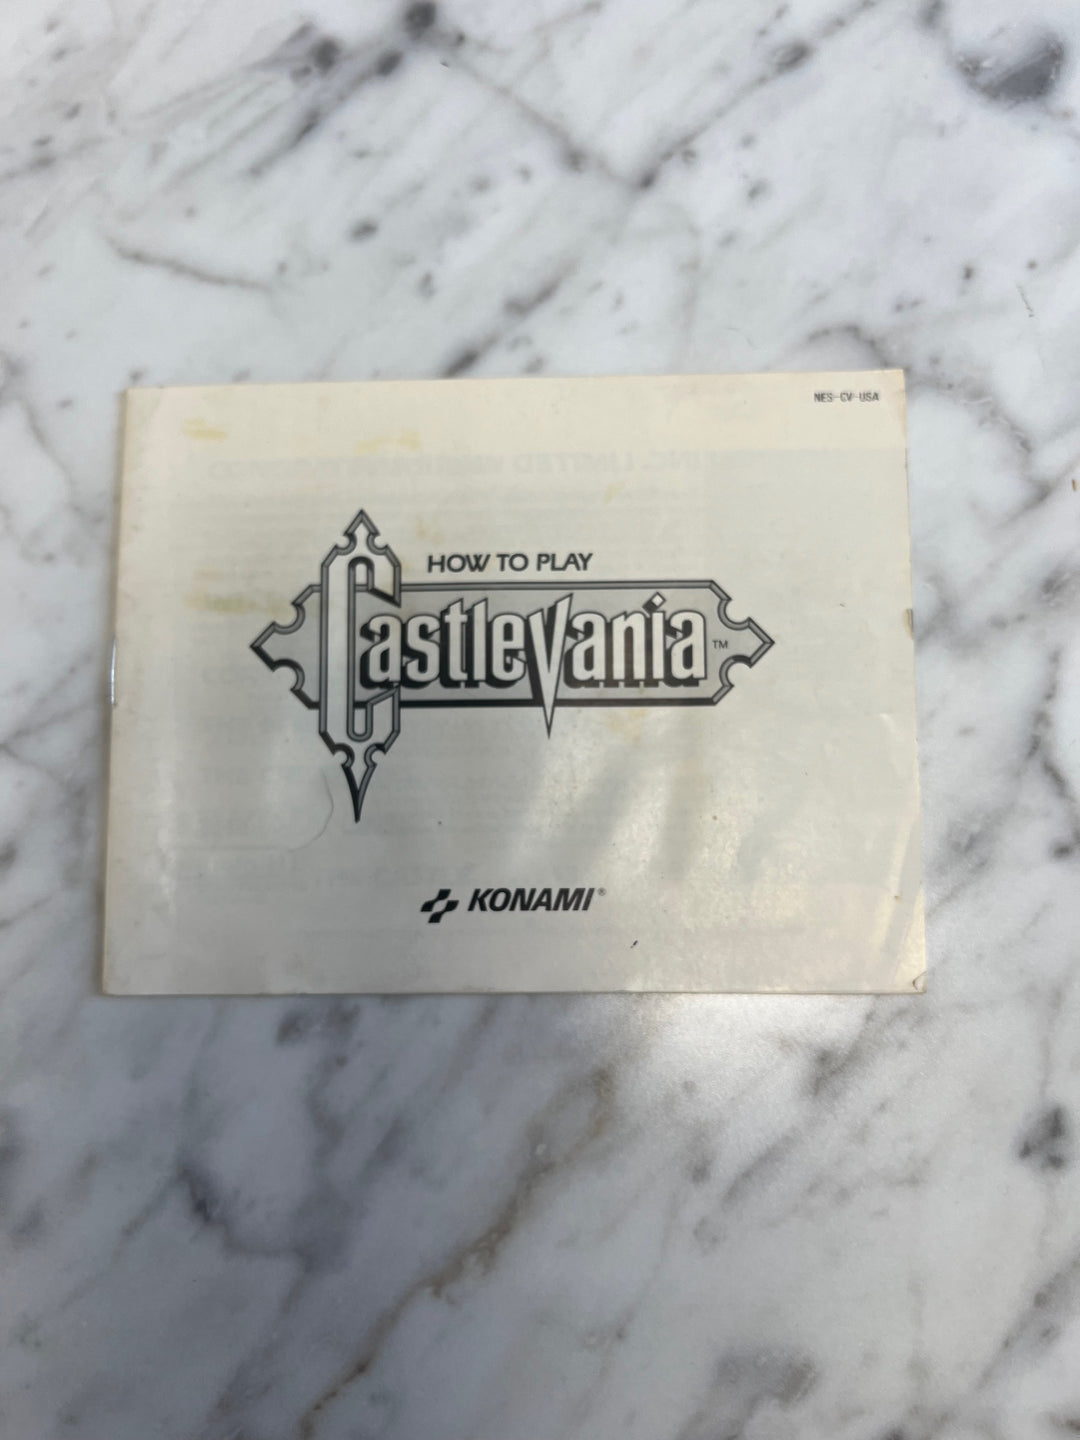 NES-CV-USA
HOW TO PLAY
Castlevania™
KONAMI®